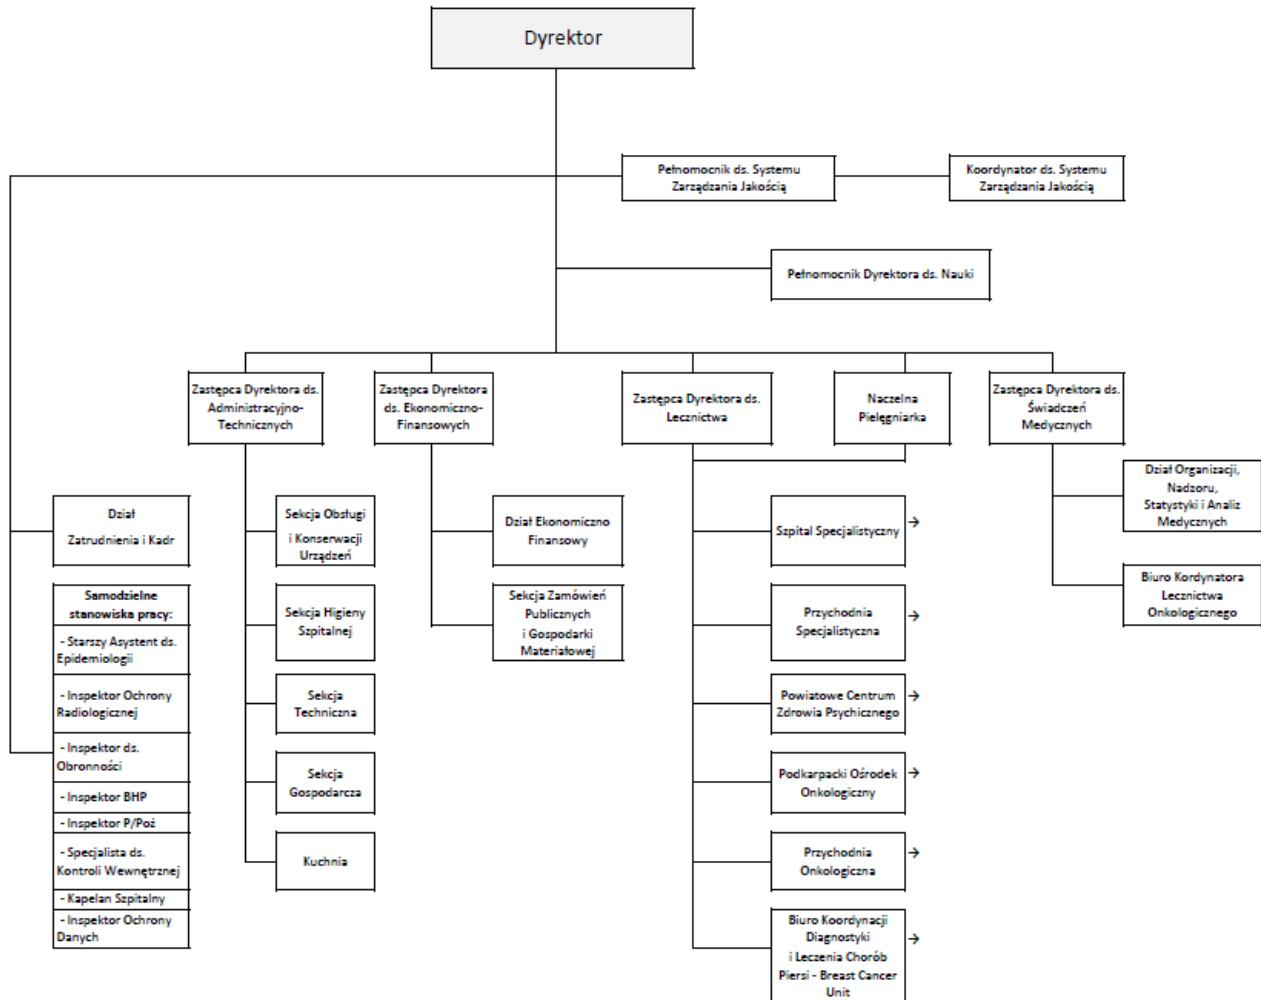 Dyrektor
Pełnomocnik ds. Systemu
Zarządzania Jakością
Koordynator ds. Systemu
Zarządzania Jakością
Pełnomocnik Dyrektora ds. Nauki
Zastępca Dyrektora ds.
Administracyjno-
Technicznych
Zastępca Dyrektora
ds. Ekonomiczno-
Finansowych
Zastępca Dyrektora ds.
Lecznictwa
Naczelna
Pielęgniarka
Zastępca Dyrektora ds.
Świadczeń
Medycznych
Dział
Zatrudnienia i Kadr
Samodzielne
stanowiska pracy:
- Starszy Asystent ds.
Epidemiologii
- Inspektor Ochrony
Radiologicznej
- Inspektor ds.
Obronności
- Inspektor BHP
- Inspektor P/Poż
- Specjalista ds.
Kontroli Wewnętrznej
- Kapelan Szpitalny
- Inspektor Ochrony
Danych
Sekcja Obsługi
i Konserwacji
Urządzeń
Sekcja Higieny
Szpitalnej
Sekcja
Techniczna
Sekcja
Gospodarcza
Kuchnia
Dział Ekonomiczno
Finansowy
Sekcja Zamówień
Publicznych
i Gospodarki
Materiałowej
Szpital Specjalistyczny →
Przychodnia →
Specjalistyczna
Powiatowe Centrum →
Zdrowia Psychicznego
Podkarpacki Ośrodek →
Onkologiczny
Przychodnia →
Onkologiczna
Biuro Koordynacji
Diagnostyki →
i Leczenia Chorób
Piersi - Breast Cancer
Unit
Dział Organizacji,
Nadzoru,
Statystyki i Analiz
Medycznych
Biuro Kordynatora
Lecznictwa
Onkologicznego